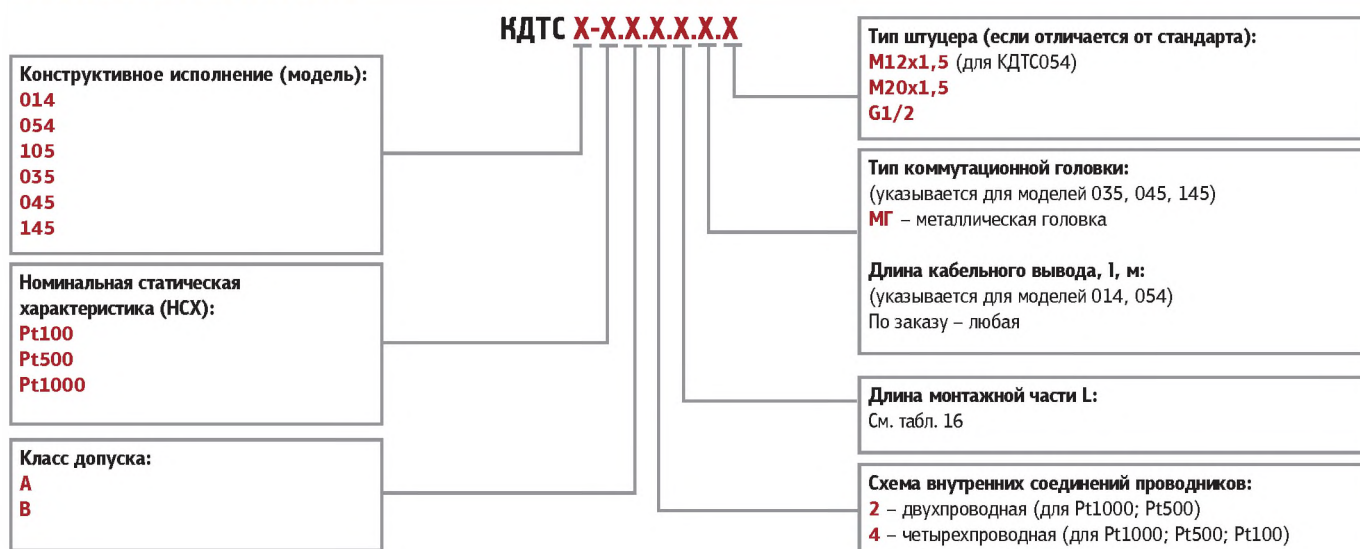 КДТС Х-Х.Х.Х.Х.Х.Х
Конструктивное исполнение (модель):
014
054
105
035
045
145
Номинальная статическая
характеристика (НСХ):
Pt100
Pt500
Pt1000
Класс допуска:
А
В
Тип штуцера (если отличается от стандарта):
М12х1,5 (для КДТС054)
М20х1,5
G1/2
Тип коммутационной головки:
(указывается для моделей 035, 045, 145)
МГ – металлическая головка
Длина кабельного вывода, l, м:
(указывается для моделей 014, 054)
По заказу – любая
Длина монтажной части L:
См. табл. 16
Схема внутренних соединений проводников:
2 – двухпроводная (для Pt1000; Pt500)
4 – четырехпроводная (для Pt1000; Pt500; Pt100)